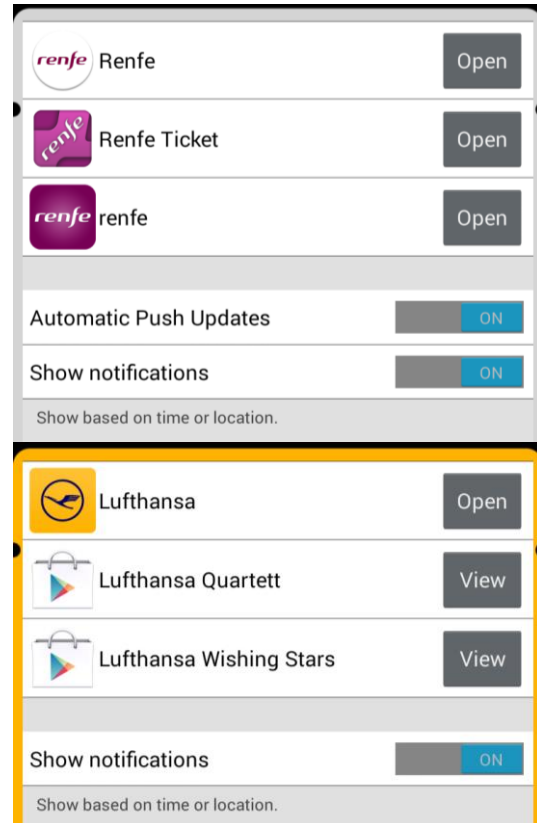 renfe Renfe Open
renfe Renfe Ticket Open
renfe renfe Open
Automatic Push Updates ON
Show notifications ON
Show based on time or location.
Lufthansa Open
Lufthansa Quartett View
Lufthansa Wishing Stars View
Show notifications ON
Show based on time or location.